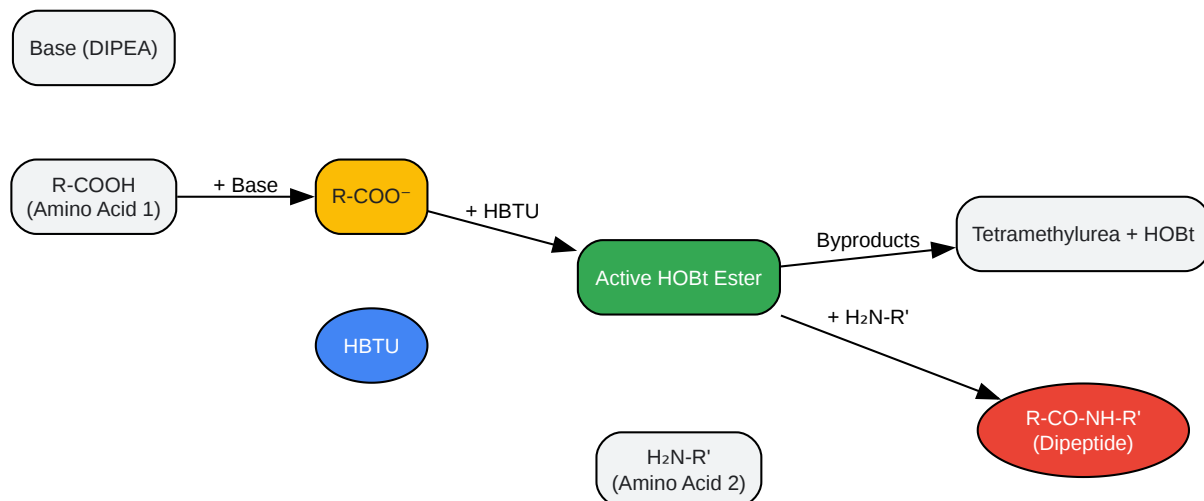 Base (DIPEA)
R-COOH
(Amino Acid 1)
+ Base
R-COO⁻
+ HBTU
Active HOBt Ester
Byproducts
Tetramethylurea + HOBt
+ H₂N-R'
HBTU
R-CO-NH-R'
(Dipeptide)
H₂N-R'
(Amino Acid 2)